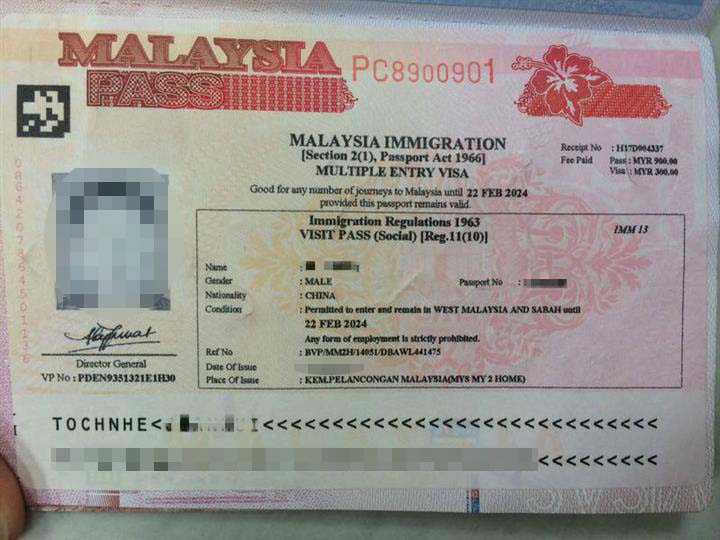 MALAYSIA
PASS
PC8900901
MALAYSIA IMMIGRATION
[Section 2(1), Passport Act 1966]
MULTIPLE ENTRY VISA
Receipt No : H17D004337
Fee Paid Pass : MYR 900.00
Visa : MYR 300.00
Good for any number of journeys to Malaysia until 22 FEB 2024
provided this passport remains valid.
Immigration Regulations 1963
VISIT PASS (Social) [Reg.11(10)]
IMM 13
Name :
Gender : MALE
Passport No :
Nationality : CHINA
Condition : Permitted to enter and remain in WEST MALAYSIA AND SABAH until
22 FEB 2024
Any form of employment is strictly prohibited.
Ref No : BVP/MM2H/14051/DBAWL441475
Date Of Issue
Place Of Issue : KEM.PELANCONGAN MALAYSIA(MYS MY 2 HOME)
Director General
VP No : PDEN9351321E1H30